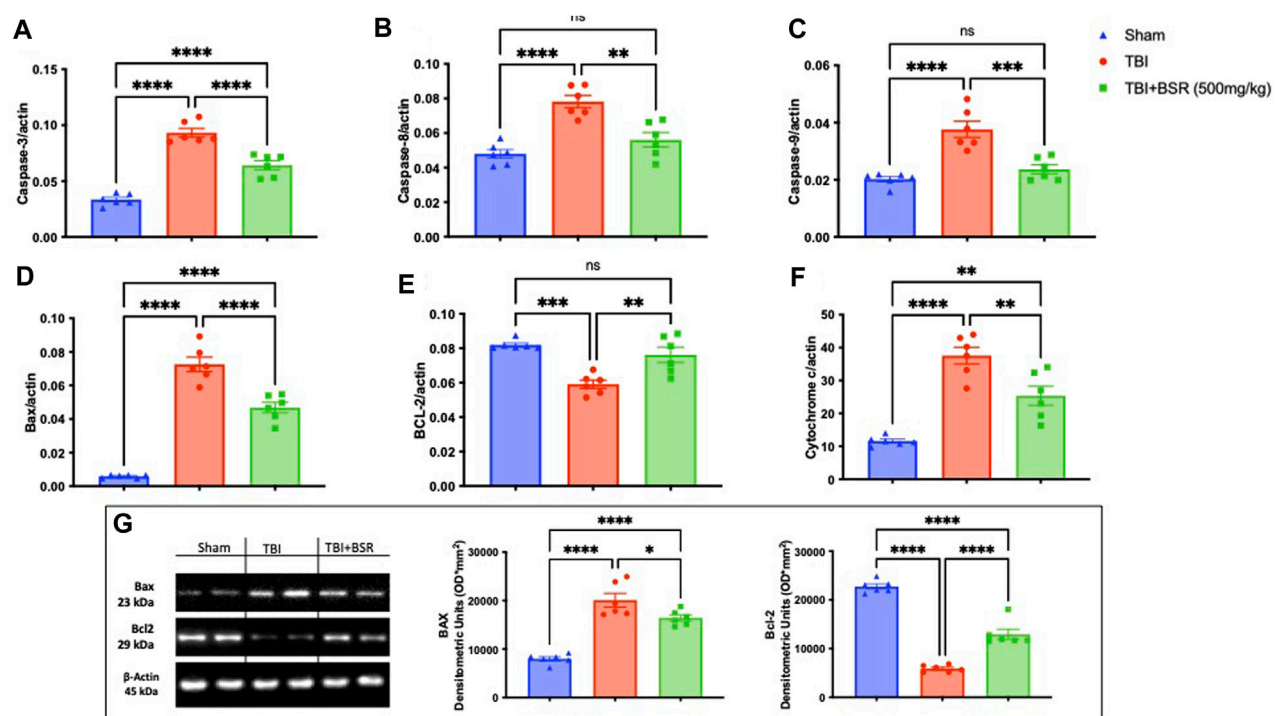 A
****
****
****
Caspase-3/actin
0.15
0.10
0.05
0.00
B
ns
****
**
Caspase-8/actin
0.10
0.08
0.06
0.04
0.02
0.00
C
ns
****
***
Caspase-9/actin
0.06
0.04
0.02
0.00
Sham
TBI
TBI+BSR (500mg/kg)
D
****
****
****
Bax/actin
0.10
0.08
0.06
0.04
0.02
0.00
E
ns
***
**
BCL-2/actin
0.10
0.08
0.06
0.04
0.02
0.00
F
**
****
**
Cytochrome c/actin
50
40
30
20
10
0
G
Sham
TBI
TBI+BSR
Bax
23 kDa
Bcl2
29 kDa
β-Actin
45 kDa
****
****
*
BAX
Densitometric Units (OD*mm²)
30000
20000
10000
0
****
****
****
Bcl-2
Densitometric Units (OD*mm²)
30000
20000
10000
0